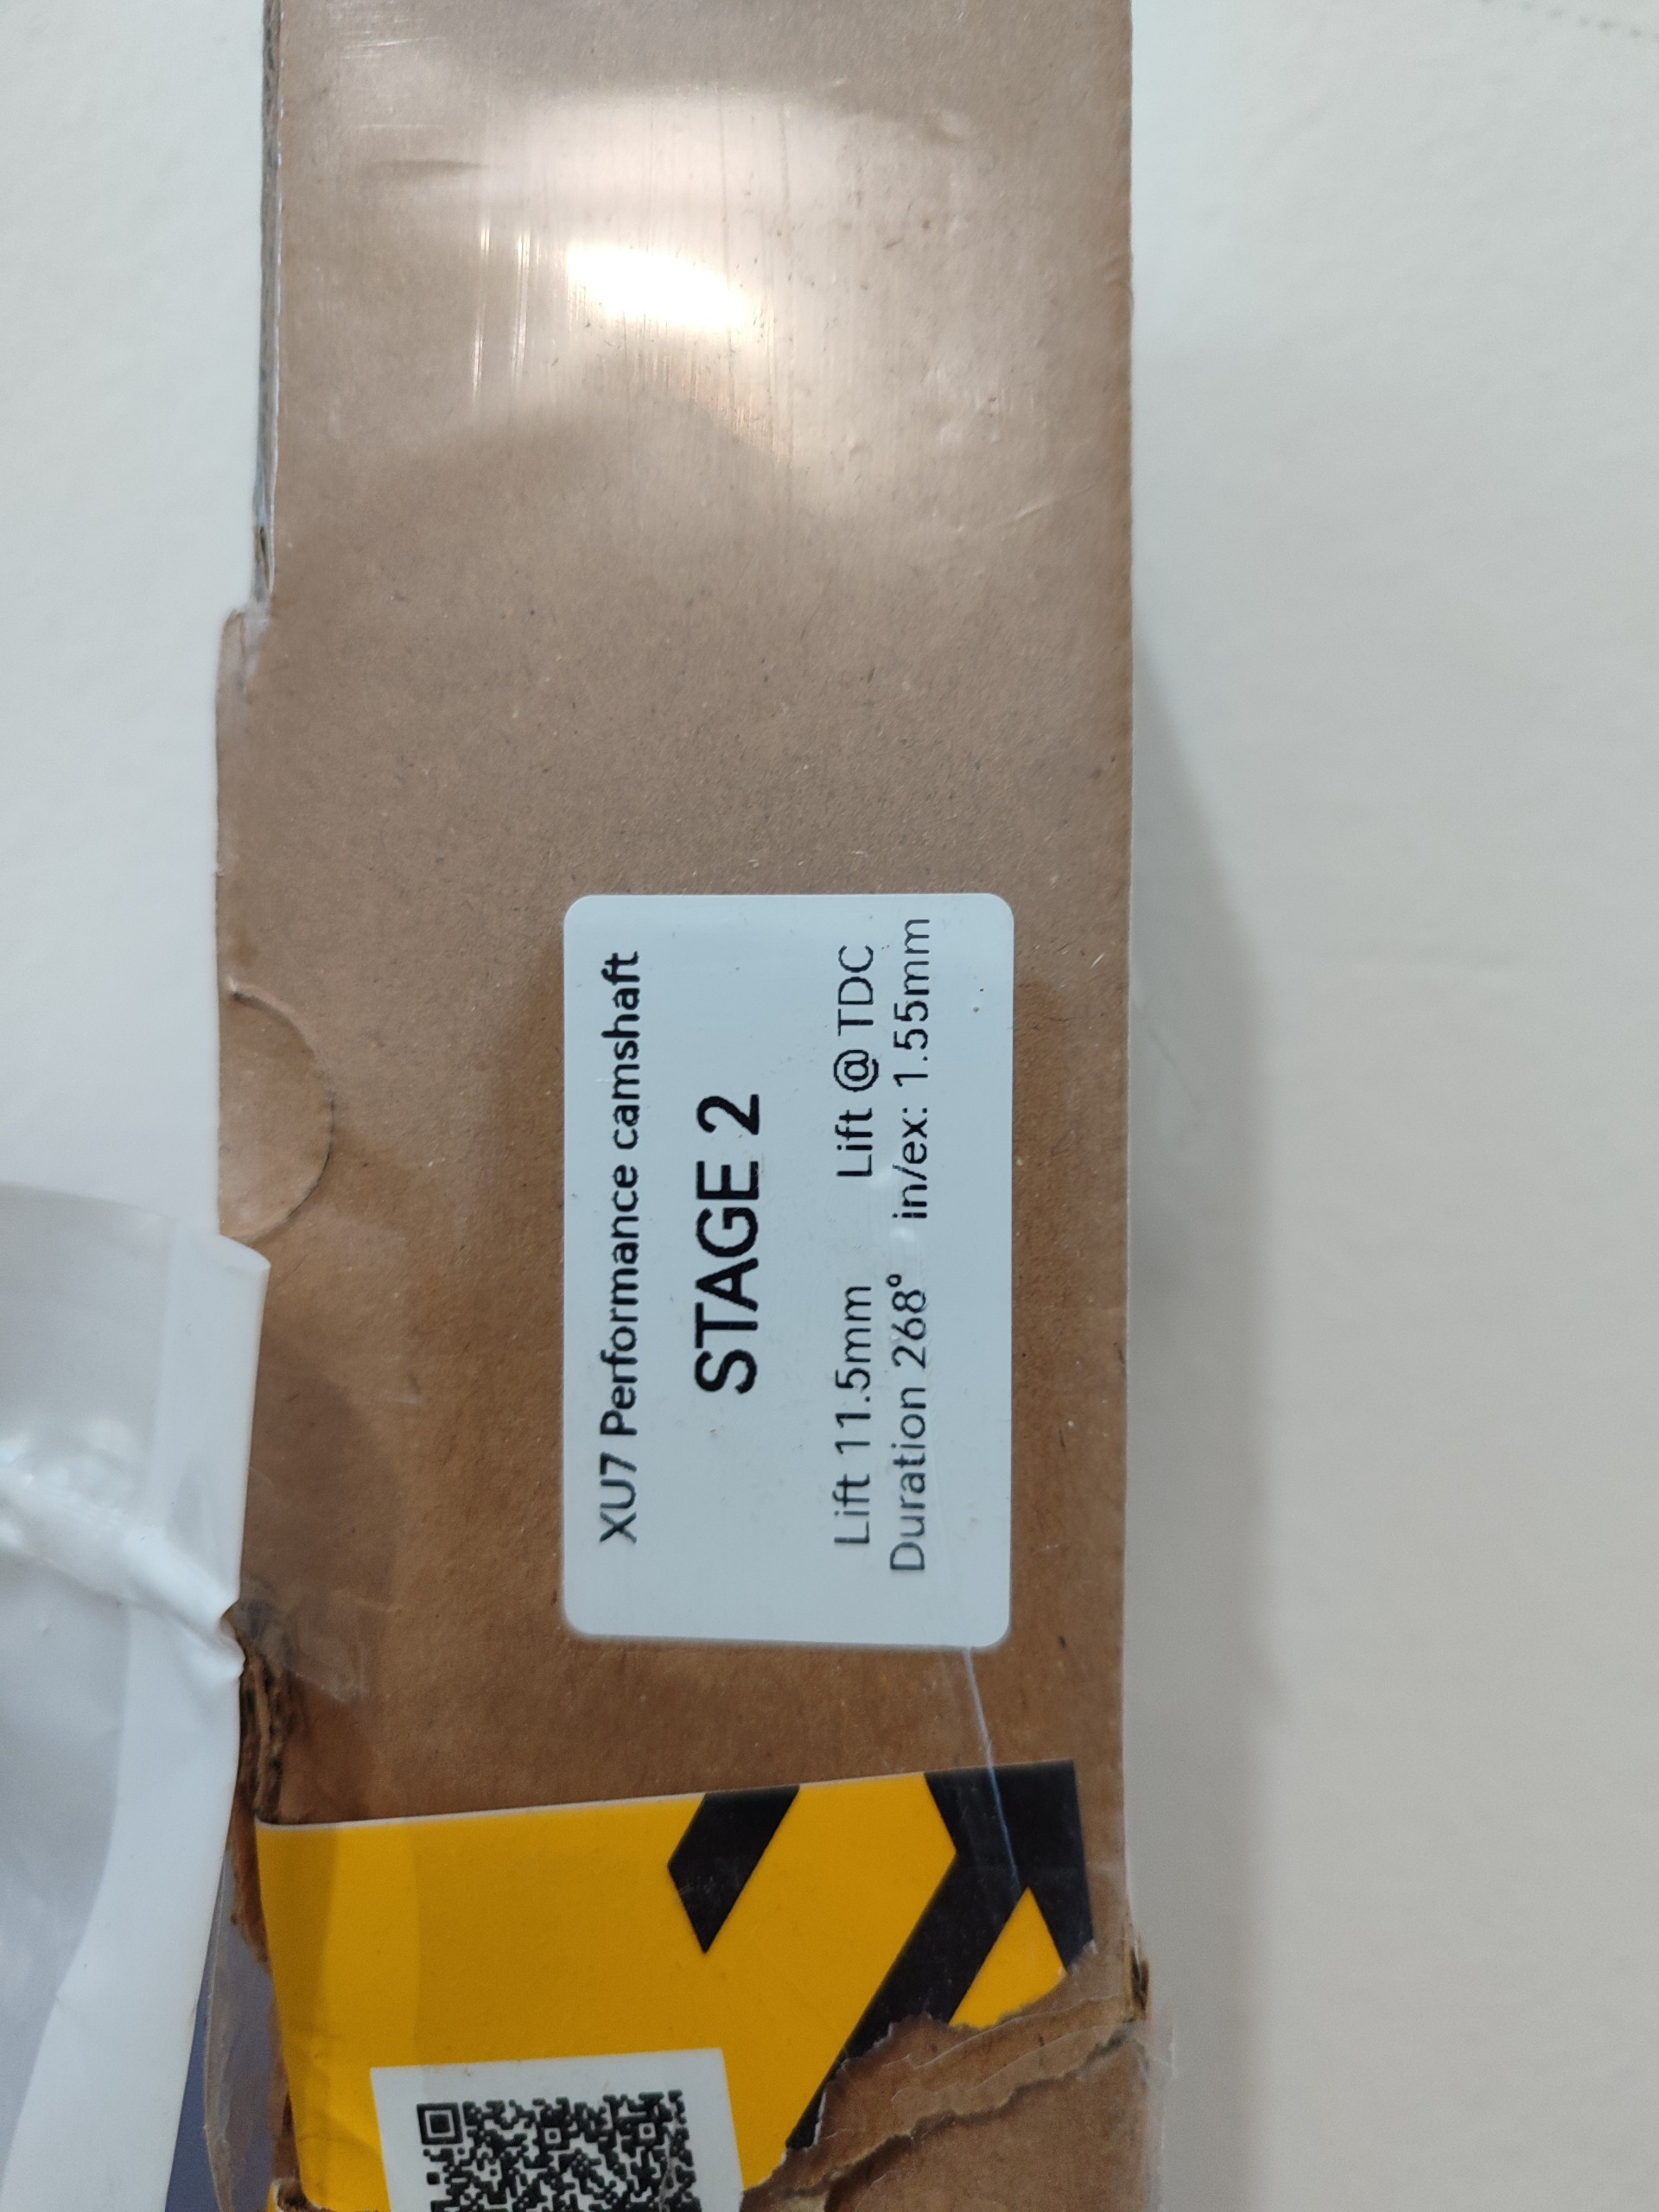 XU7 Performance camshaft
STAGE 2
Lift 11.5mm Lift @ TDC
Duration 268° in/ex: 1.55mm